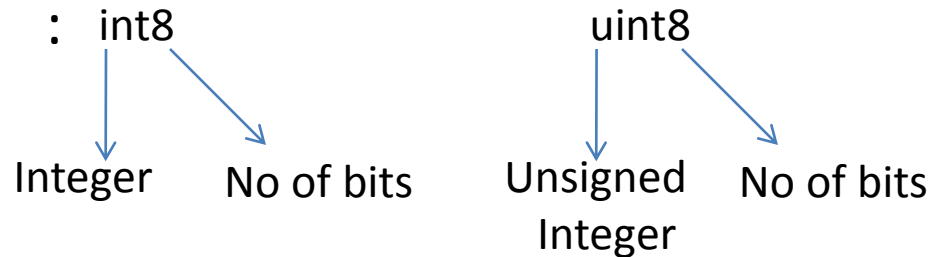 : int8 uint8
Integer No of bits Unsigned Integer No of bits